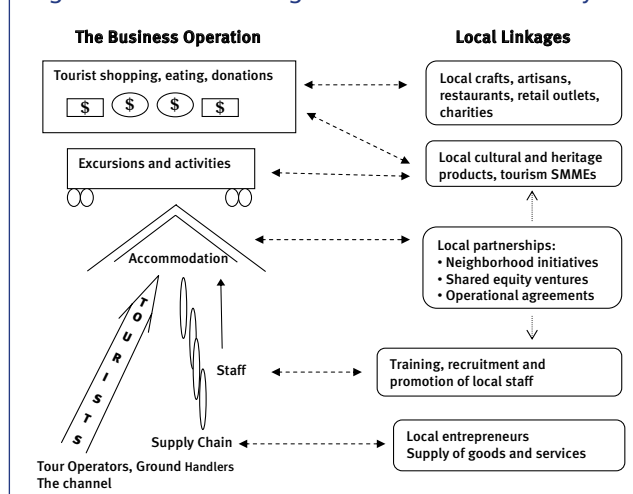 The Business Operation
Local Linkages
Tourist shopping, eating, donations
$ $ $ $
Local crafts, artisans,
restaurants, retail outlets,
charities
Excursions and activities
Local cultural and heritage
products, tourism SMMEs
Accommodation
Local partnerships:
• Neighborhood initiatives
• Shared equity ventures
• Operational agreements
TOURISTS
Staff
Training, recruitment and
promotion of local staff
Supply Chain
Local entrepreneurs
Supply of goods and services
Tour Operators, Ground Handlers
The channel